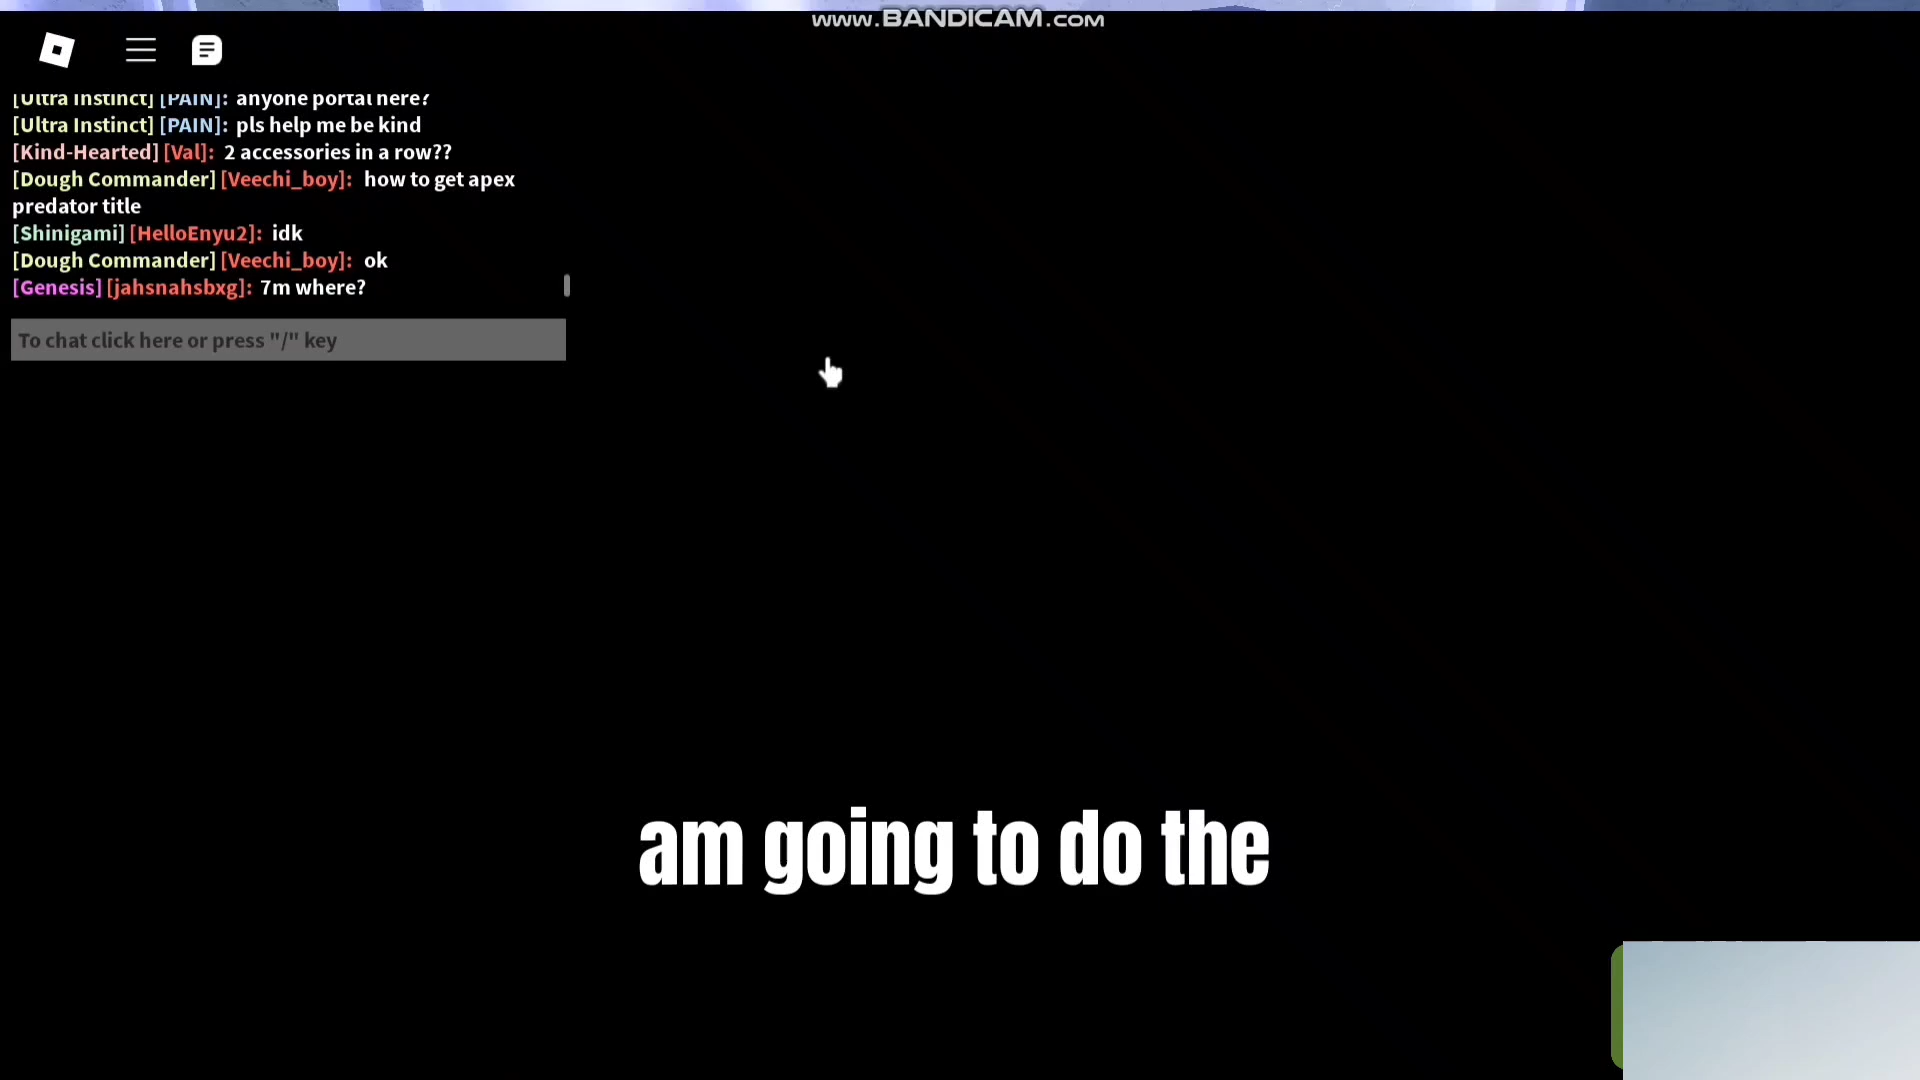 www.BANDICAM.com
[Ultra Instinct] [PAIN]: anyone portal here?
[Ultra Instinct] [PAIN]: pls help me be kind
[Kind-Hearted] [Val]: 2 accessories in a row??
[Dough Commander] [Veechi_boy]: how to get apex
predator title
[Shinigami] [HelloEnyu2]: idk
[Dough Commander] [Veechi_boy]: ok
[Genesis] [jahsnahsbxg]: 7m where?
To chat click here or press "/" key
am going to do the